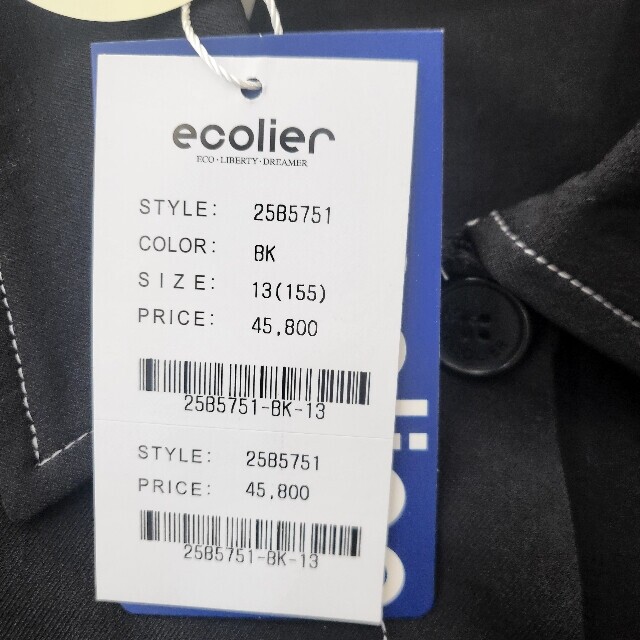 ecolier
ECO · LIBERTY · DREAMER
STYLE: 25B5751
COLOR: BK
SIZE: 13(155)
PRICE: 45,800
25B5751-BK-13
STYLE: 25B5751
PRICE: 45,800
25B5751-BK-13